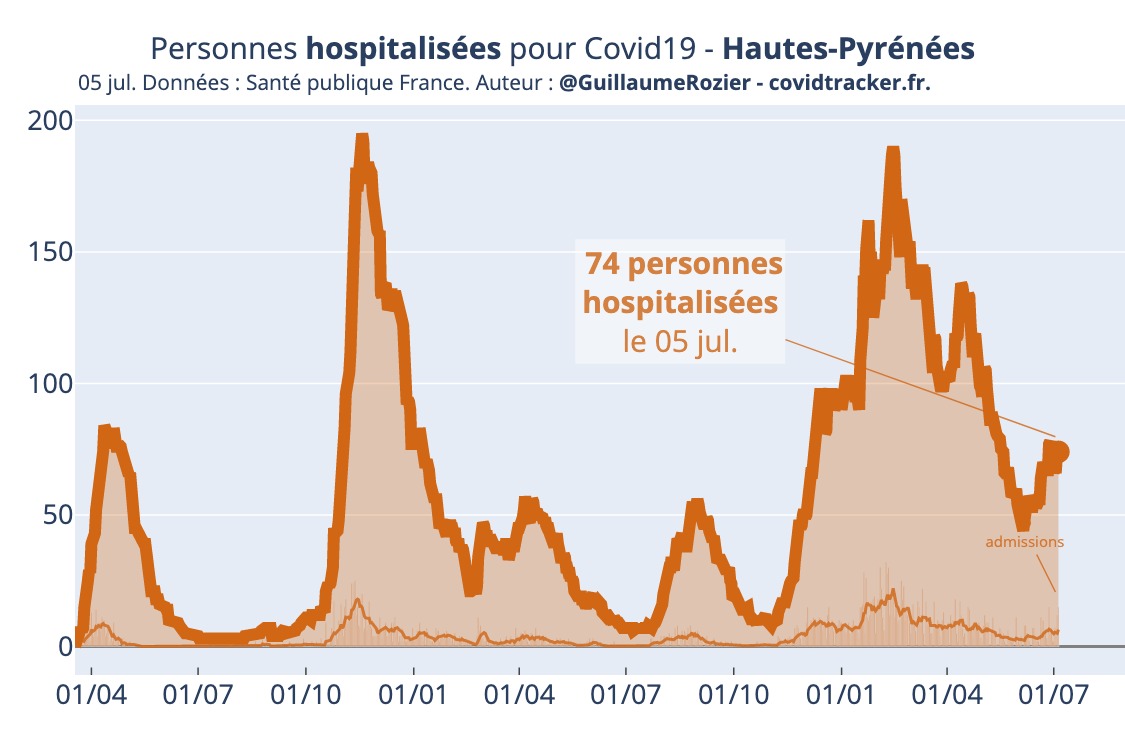 Personnes hospitalisées pour Covid19 - Hautes-Pyrénées
05 jul. Données : Santé publique France. Auteur : @GuillaumeRozier - covidtracker.fr.
200
150
74 personnes
hospitalisées
le 05 jul.
100
50
admissions
0
01/04 01/07 01/10 01/01 01/04 01/07 01/10 01/01 01/04 01/07